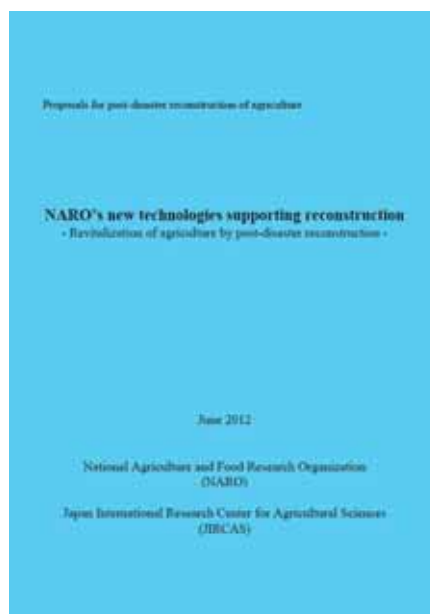 Proposals for post-disaster reconstruction of agriculture
NARO's new technologies supporting reconstruction
- Revitalization of agriculture by post-disaster reconstruction -
June 2012
National Agriculture and Food Research Organization
(NARO)
Japan International Research Center for Agricultural Sciences
(JIRCAS)